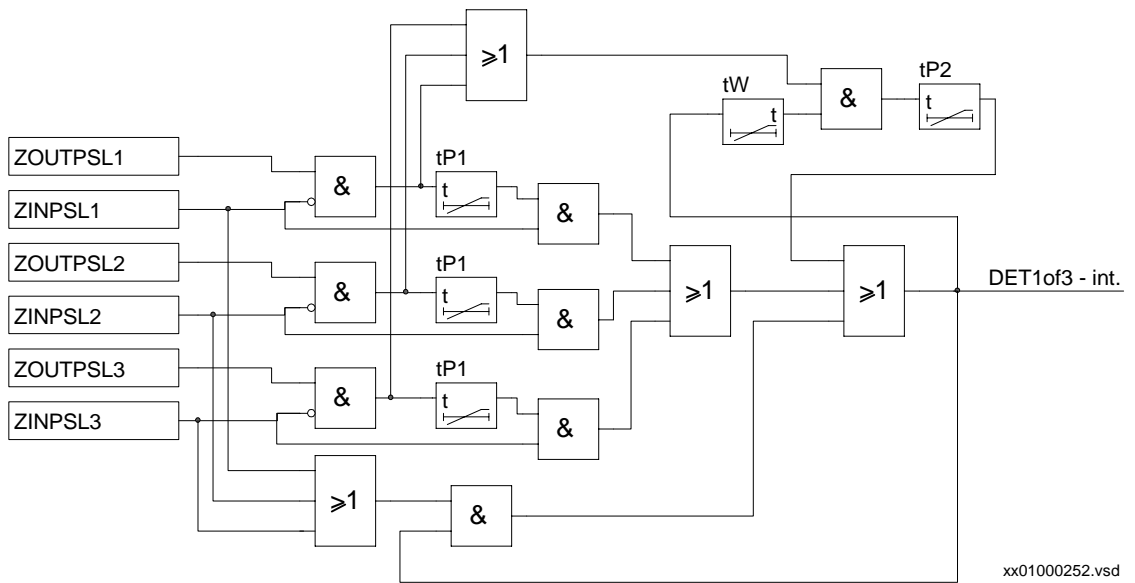 ≥1
tW
t
&
tP2
t
ZOUTPSL1
ZINPSL1
ZOUTPSL2
ZINPSL2
ZOUTPSL3
ZINPSL3
&
tP1
t
&
&
tP1
t
&
≥1
≥1
DET1of3 - int.
&
tP1
t
&
≥1
&
xx01000252.vsd